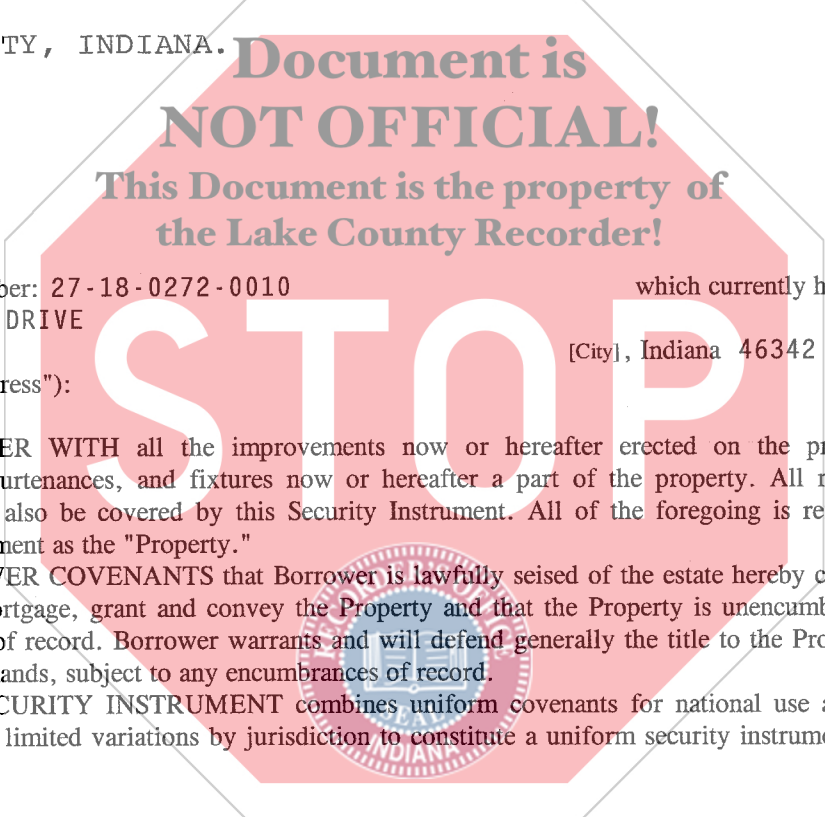 TY, INDIANA.
Document is
NOT OFFICIAL!
This Document is the property of
the Lake County Recorder!
ber: 27-18-0272-0010 which currently h
DRIVE
[City], Indiana 46342
ress"):
STOP
ER WITH all the improvements now or hereafter erected on the pr
urtenances, and fixtures now or hereafter a part of the property. All r
also be covered by this Security Instrument. All of the foregoing is re
ment as the "Property."
VER COVENANTS that Borrower is lawfully seised of the estate hereby c
ortgage, grant and convey the Property and that the Property is unencumb
of record. Borrower warrants and will defend generally the title to the Pro
ands, subject to any encumbrances of record.
CURITY INSTRUMENT combines uniform covenants for national use a
limited variations by jurisdiction to constitute a uniform security instrume
RECORDER'S OFFICE
SEAL
INDIANA